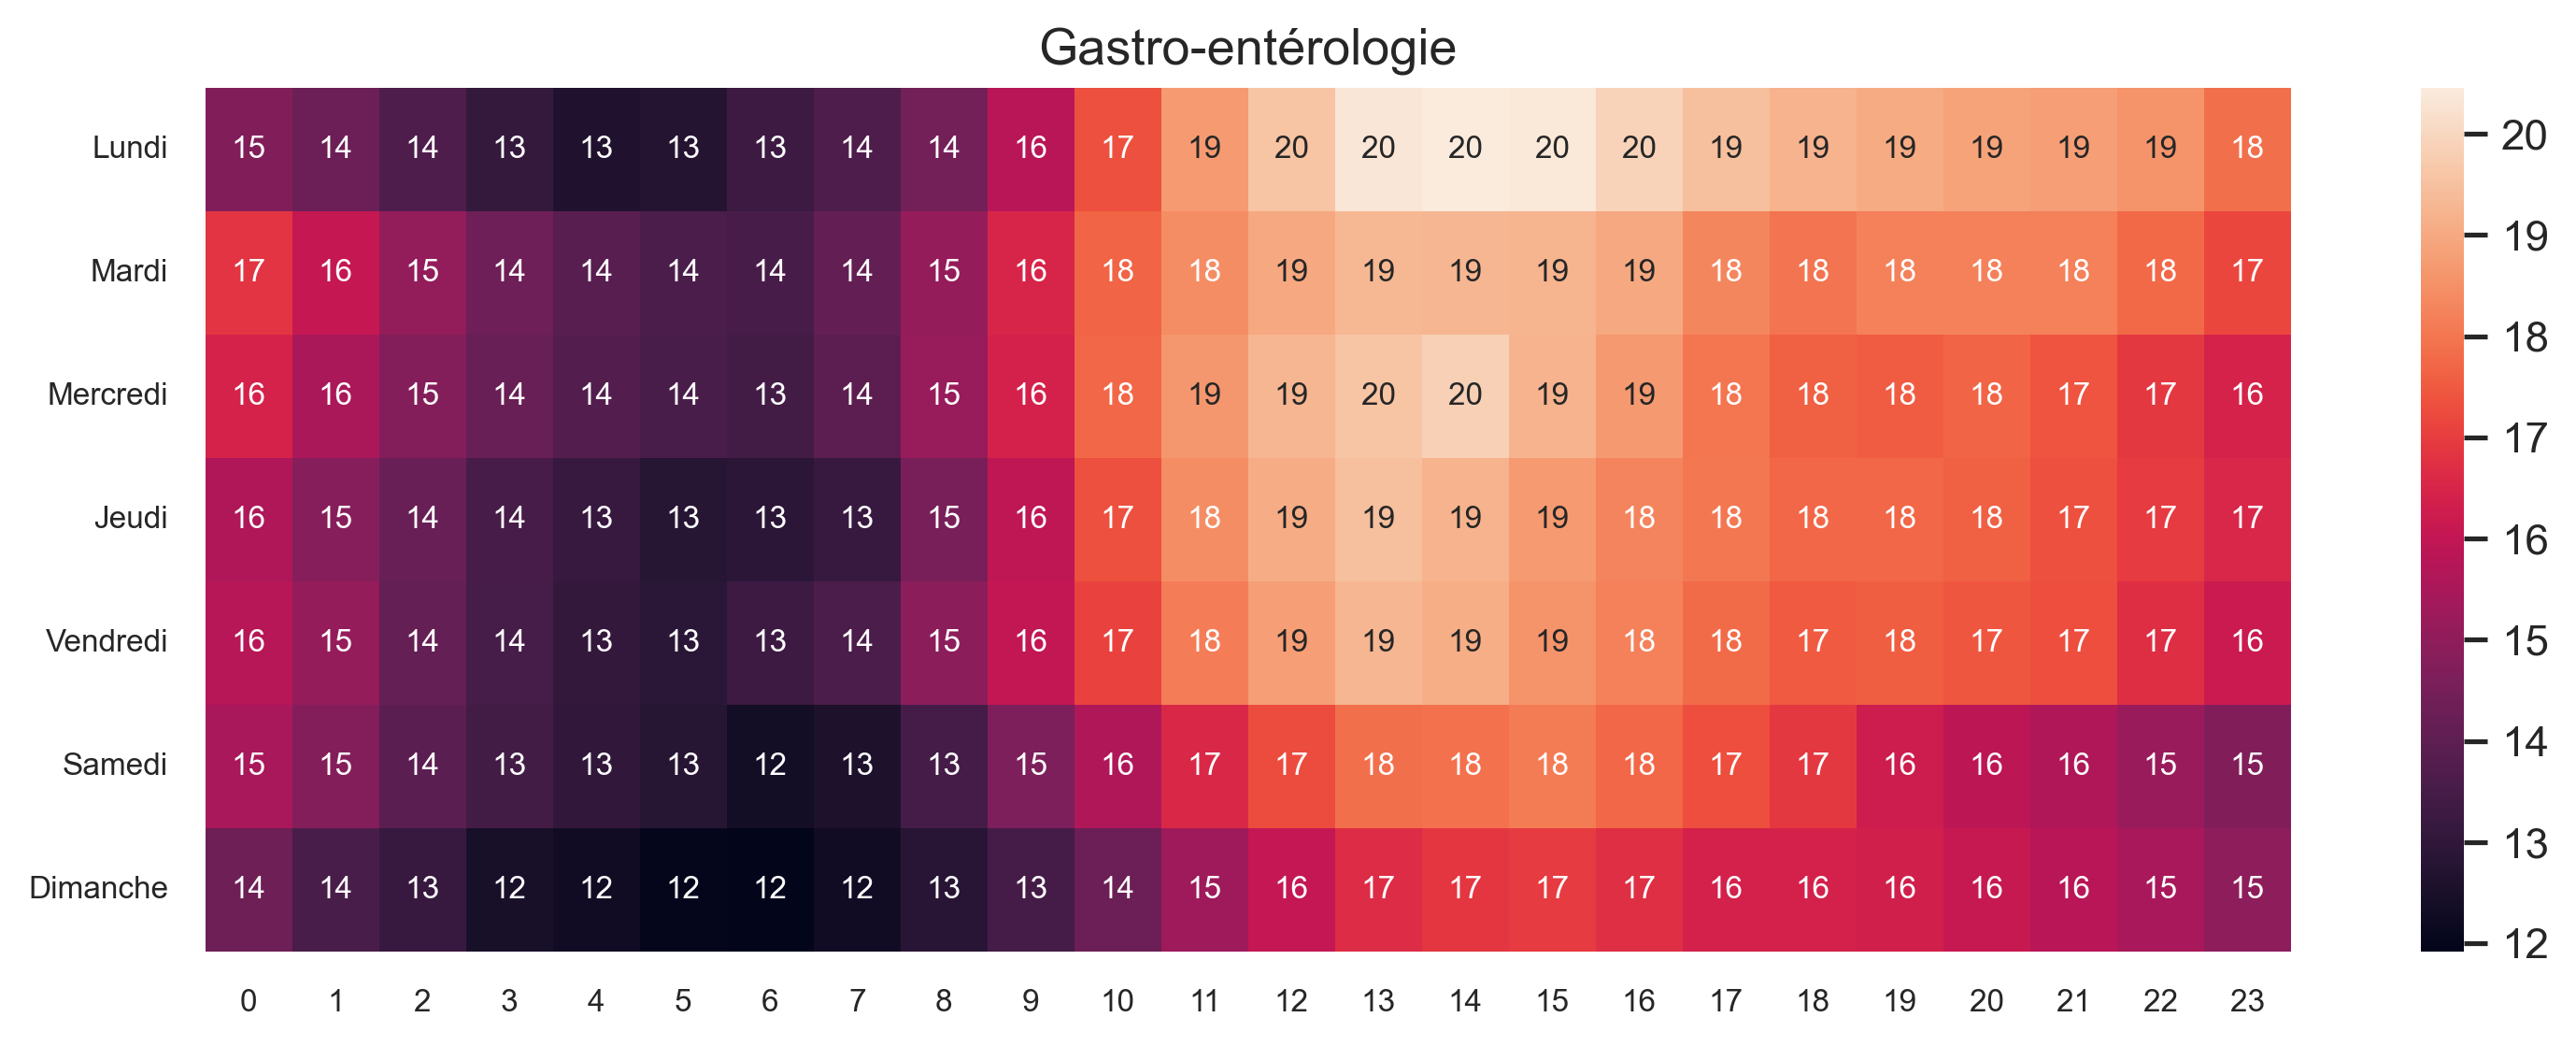 Gastro-entérologie
Lundi 15 14 14 13 13 13 13 14 14 16 17 19 20 20 20 20 20 19 19 19 19 19 19 18
Mardi 17 16 15 14 14 14 14 14 15 16 18 18 19 19 19 19 19 18 18 18 18 18 18 17
Mercredi 16 16 15 14 14 14 13 14 15 16 18 19 19 20 20 19 19 18 18 18 18 17 17 16
Jeudi 16 15 14 14 13 13 13 13 15 16 17 18 19 19 19 19 18 18 18 18 18 17 17 17
Vendredi 16 15 14 14 13 13 13 14 15 16 17 18 19 19 19 19 18 18 17 18 17 17 17 16
Samedi 15 15 14 13 13 13 12 13 13 15 16 17 17 18 18 18 18 17 17 16 16 16 15 15
Dimanche 14 14 13 12 12 12 12 12 13 13 14 15 16 17 17 17 17 16 16 16 16 16 15 15
0 1 2 3 4 5 6 7 8 9 10 11 12 13 14 15 16 17 18 19 20 21 22 23
20
19
18
17
16
15
14
13
12